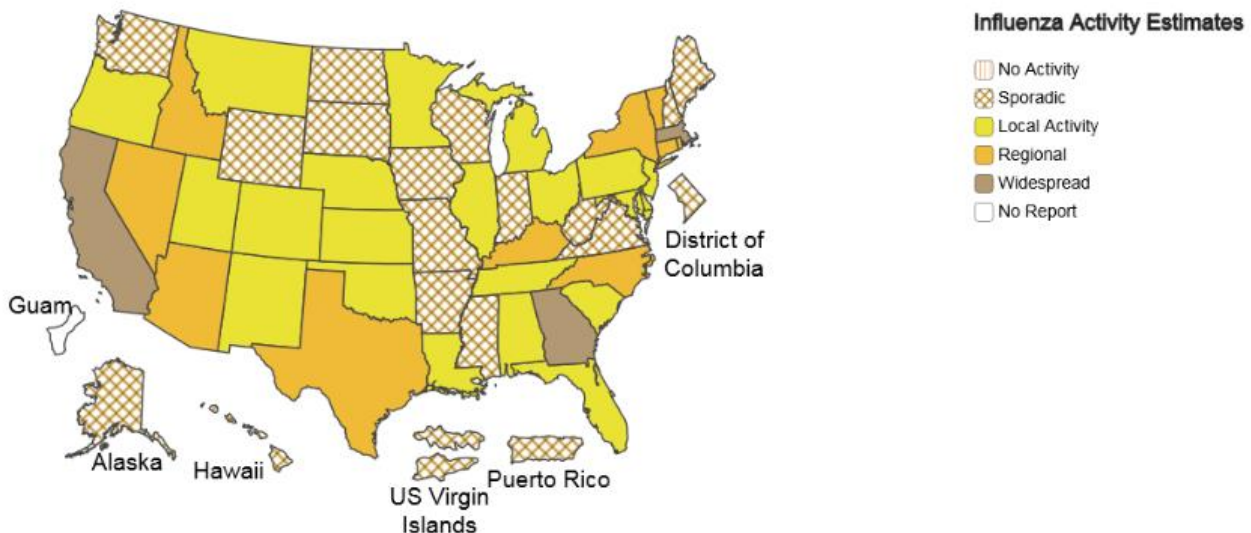 Influenza Activity Estimates
No Activity
Sporadic
Local Activity
Regional
Widespread
No Report
District of
Columbia
Guam
Alaska
Hawaii
US Virgin
Islands
Puerto Rico